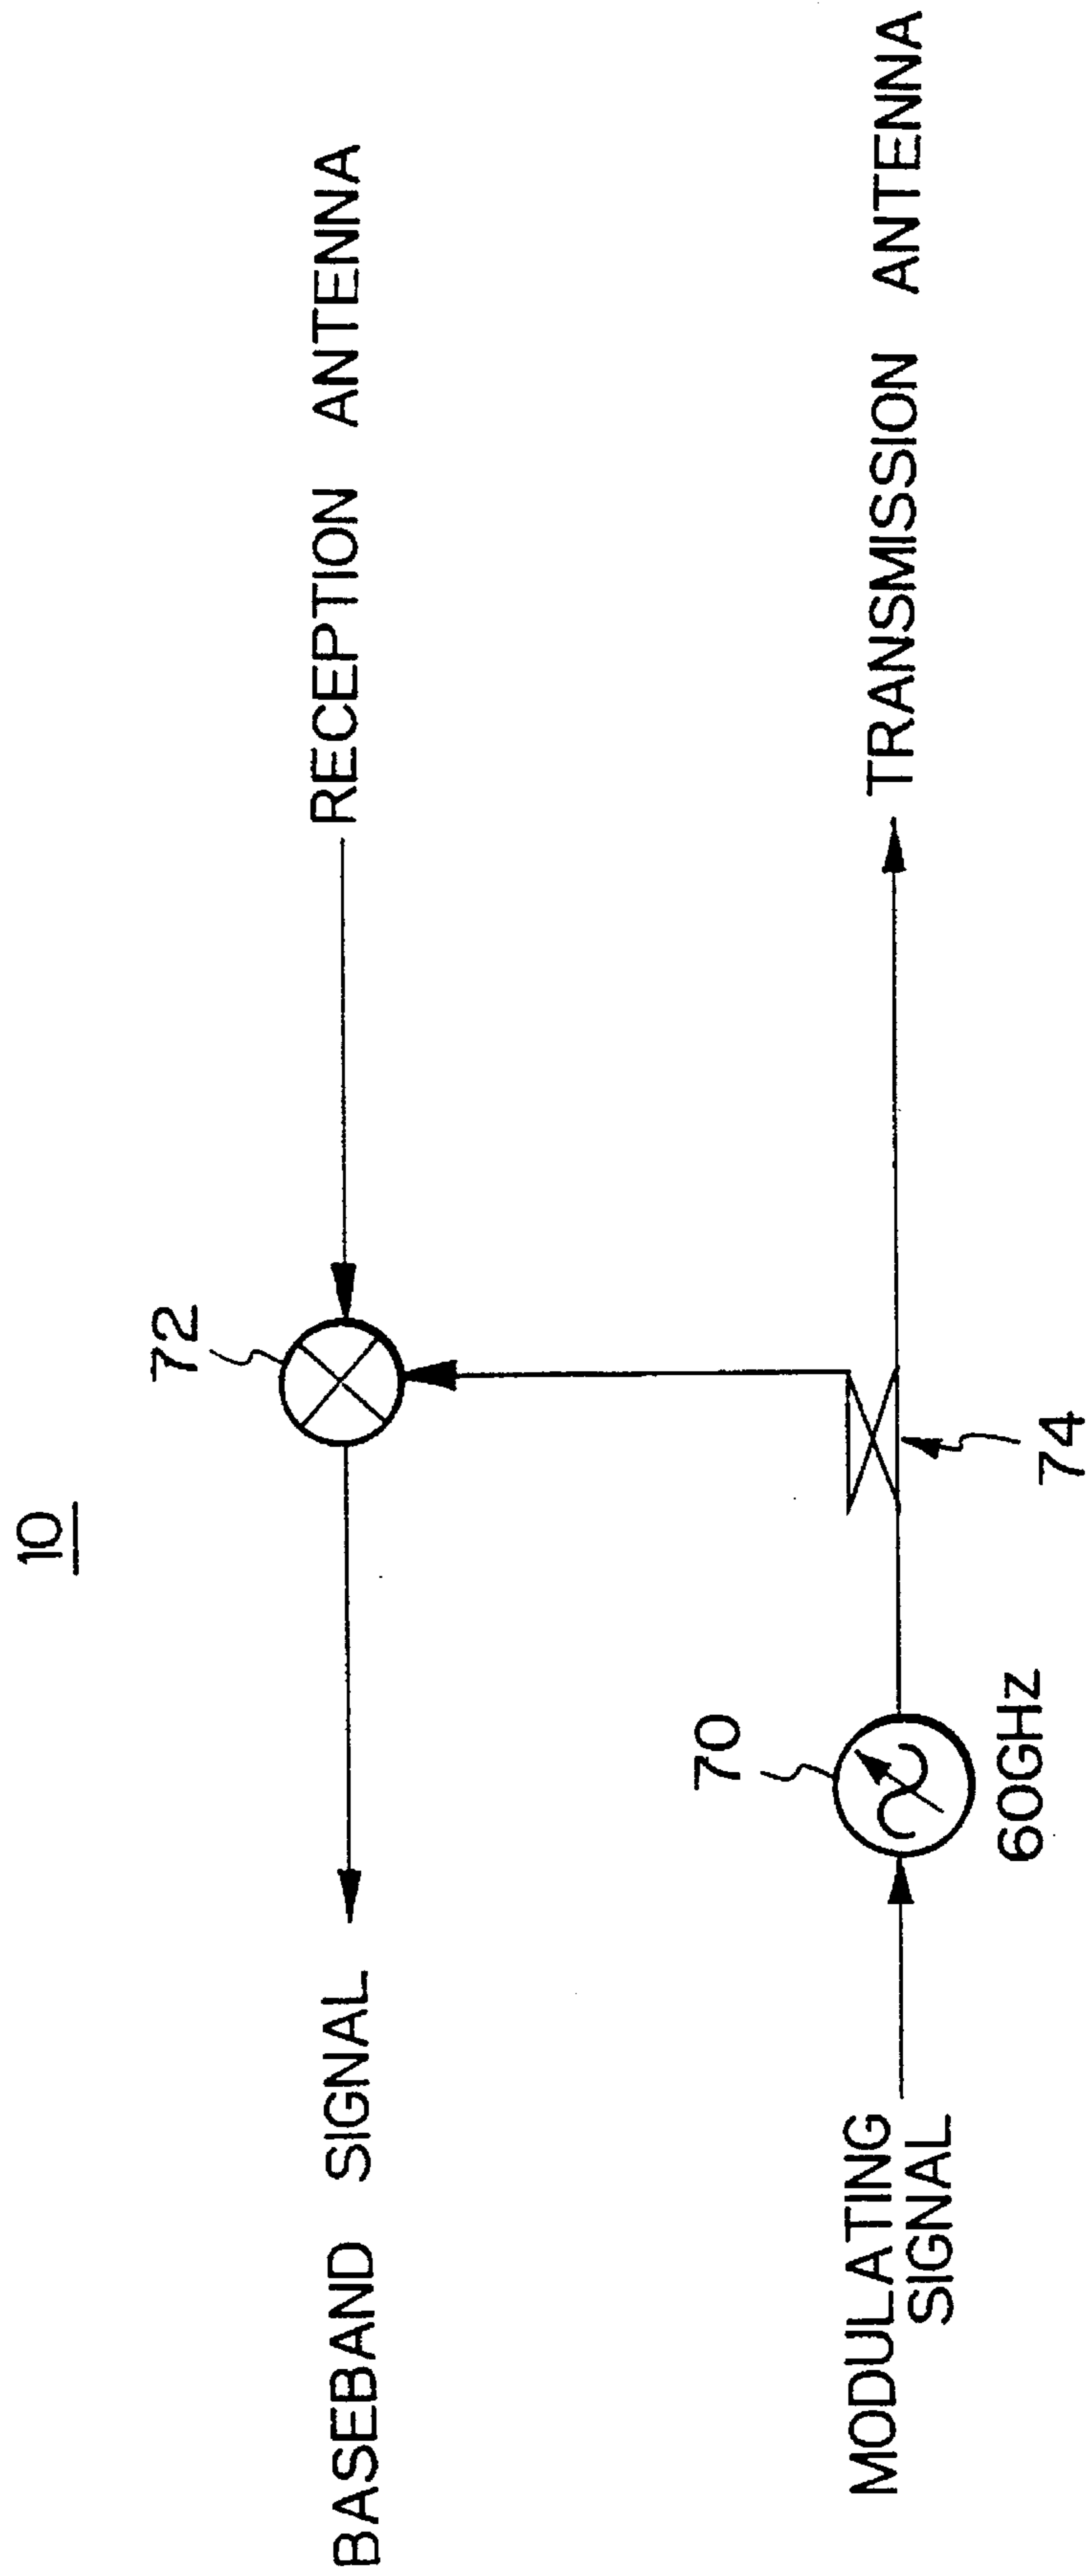 10
72
BASEBAND SIGNAL
RECEPTION ANTENNA
70
MODULATING
SIGNAL
TRANSMISSION ANTENNA
60GHz
74